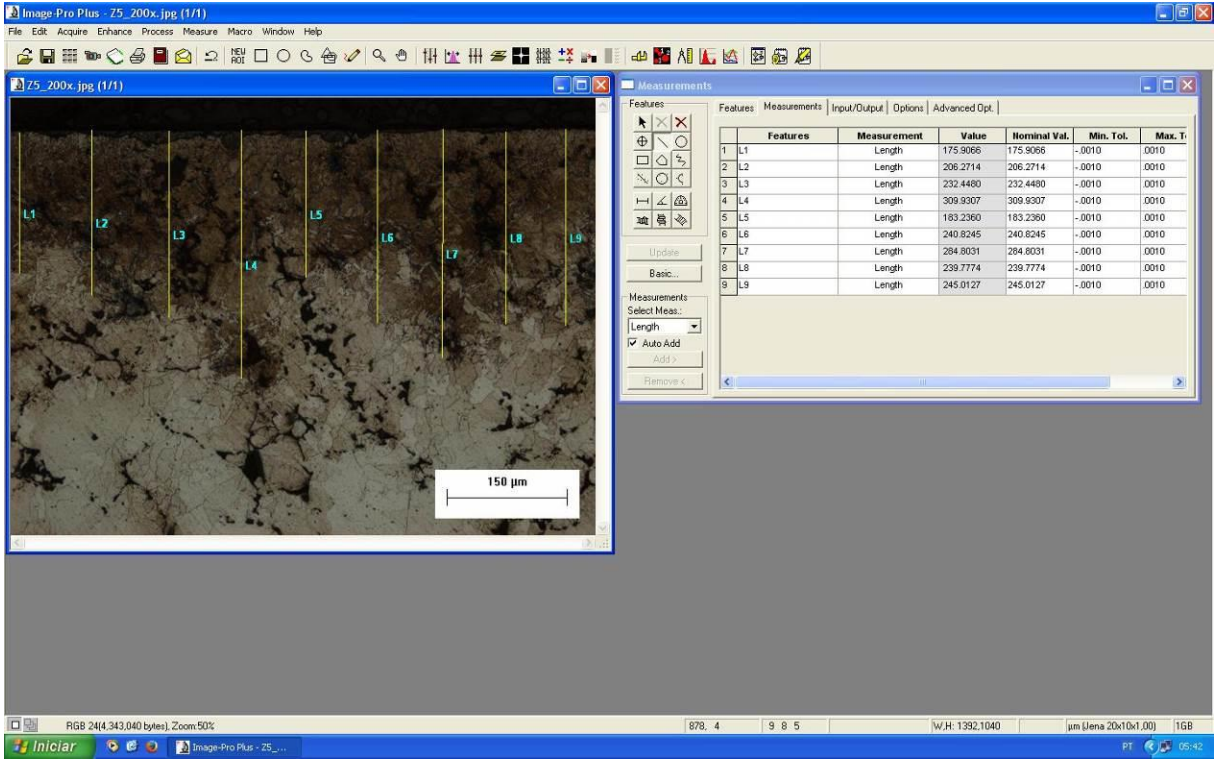 Image-Pro Plus - Z5_200x.jpg (1/1)
File Edit Acquire Enhance Process Measure Macro Window Help
NEW ROI
Z5_200x.jpg (1/1)
L1
L2
L3
L4
L5
L6
L7
L8
L9
150 µm
Measurements
Features
Update
Basic...
Measurements
Select Meas.:
Length
Auto Add
Add >
Remove <
Features Measurements Input/Output Options Advanced Opt.
Features Measurement Value Nominal Val. Min. Tol. Max. T
1 L1 Length 175.9066 175.9066 -.0010 .0010
2 L2 Length 206.2714 206.2714 -.0010 .0010
3 L3 Length 232.4480 232.4480 -.0010 .0010
4 L4 Length 309.9307 309.9307 -.0010 .0010
5 L5 Length 183.2360 183.2360 -.0010 .0010
6 L6 Length 240.8245 240.8245 -.0010 .0010
7 L7 Length 284.8031 284.8031 -.0010 .0010
8 L8 Length 239.7774 239.7774 -.0010 .0010
9 L9 Length 245.0127 245.0127 -.0010 .0010
RGB 24(4,343,040 bytes), Zoom:50% 878, 4 9 8 5 W,H: 1392,1040 µm (Jena 20x10x1,00) 1GB
Iniciar Image-Pro Plus - Z5_... PT 05:42